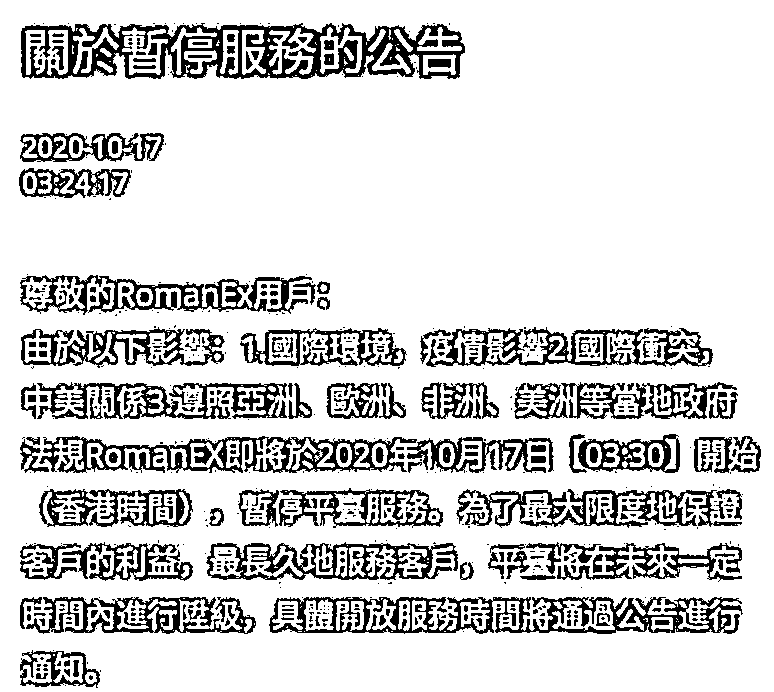 關於暫停服務的公告
2020-10-17
03:24:17
尊敬的RomanEx用戶：
由於以下影響：1.國際環境，疫情影響2.國際衝突，
中美關係3.遵照亞洲、歐洲、非洲、美洲等當地政府
法規RomanEX即將於2020年10月17日［03:30］開始
（香港時間），暫停平臺服務。為了最大限度地保證
客戶的利益，最長久地服務客戶，平臺將在未來一定
時間內進行陞級，具體開放服務時間將通過公告進行
通知。